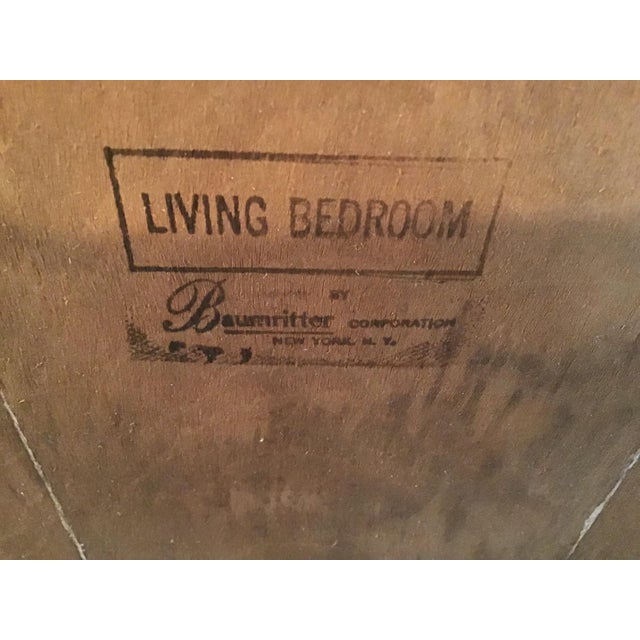 LIVING BEDROOM
BY
Baumritter CORPORATION
NEW YORK, N. Y.